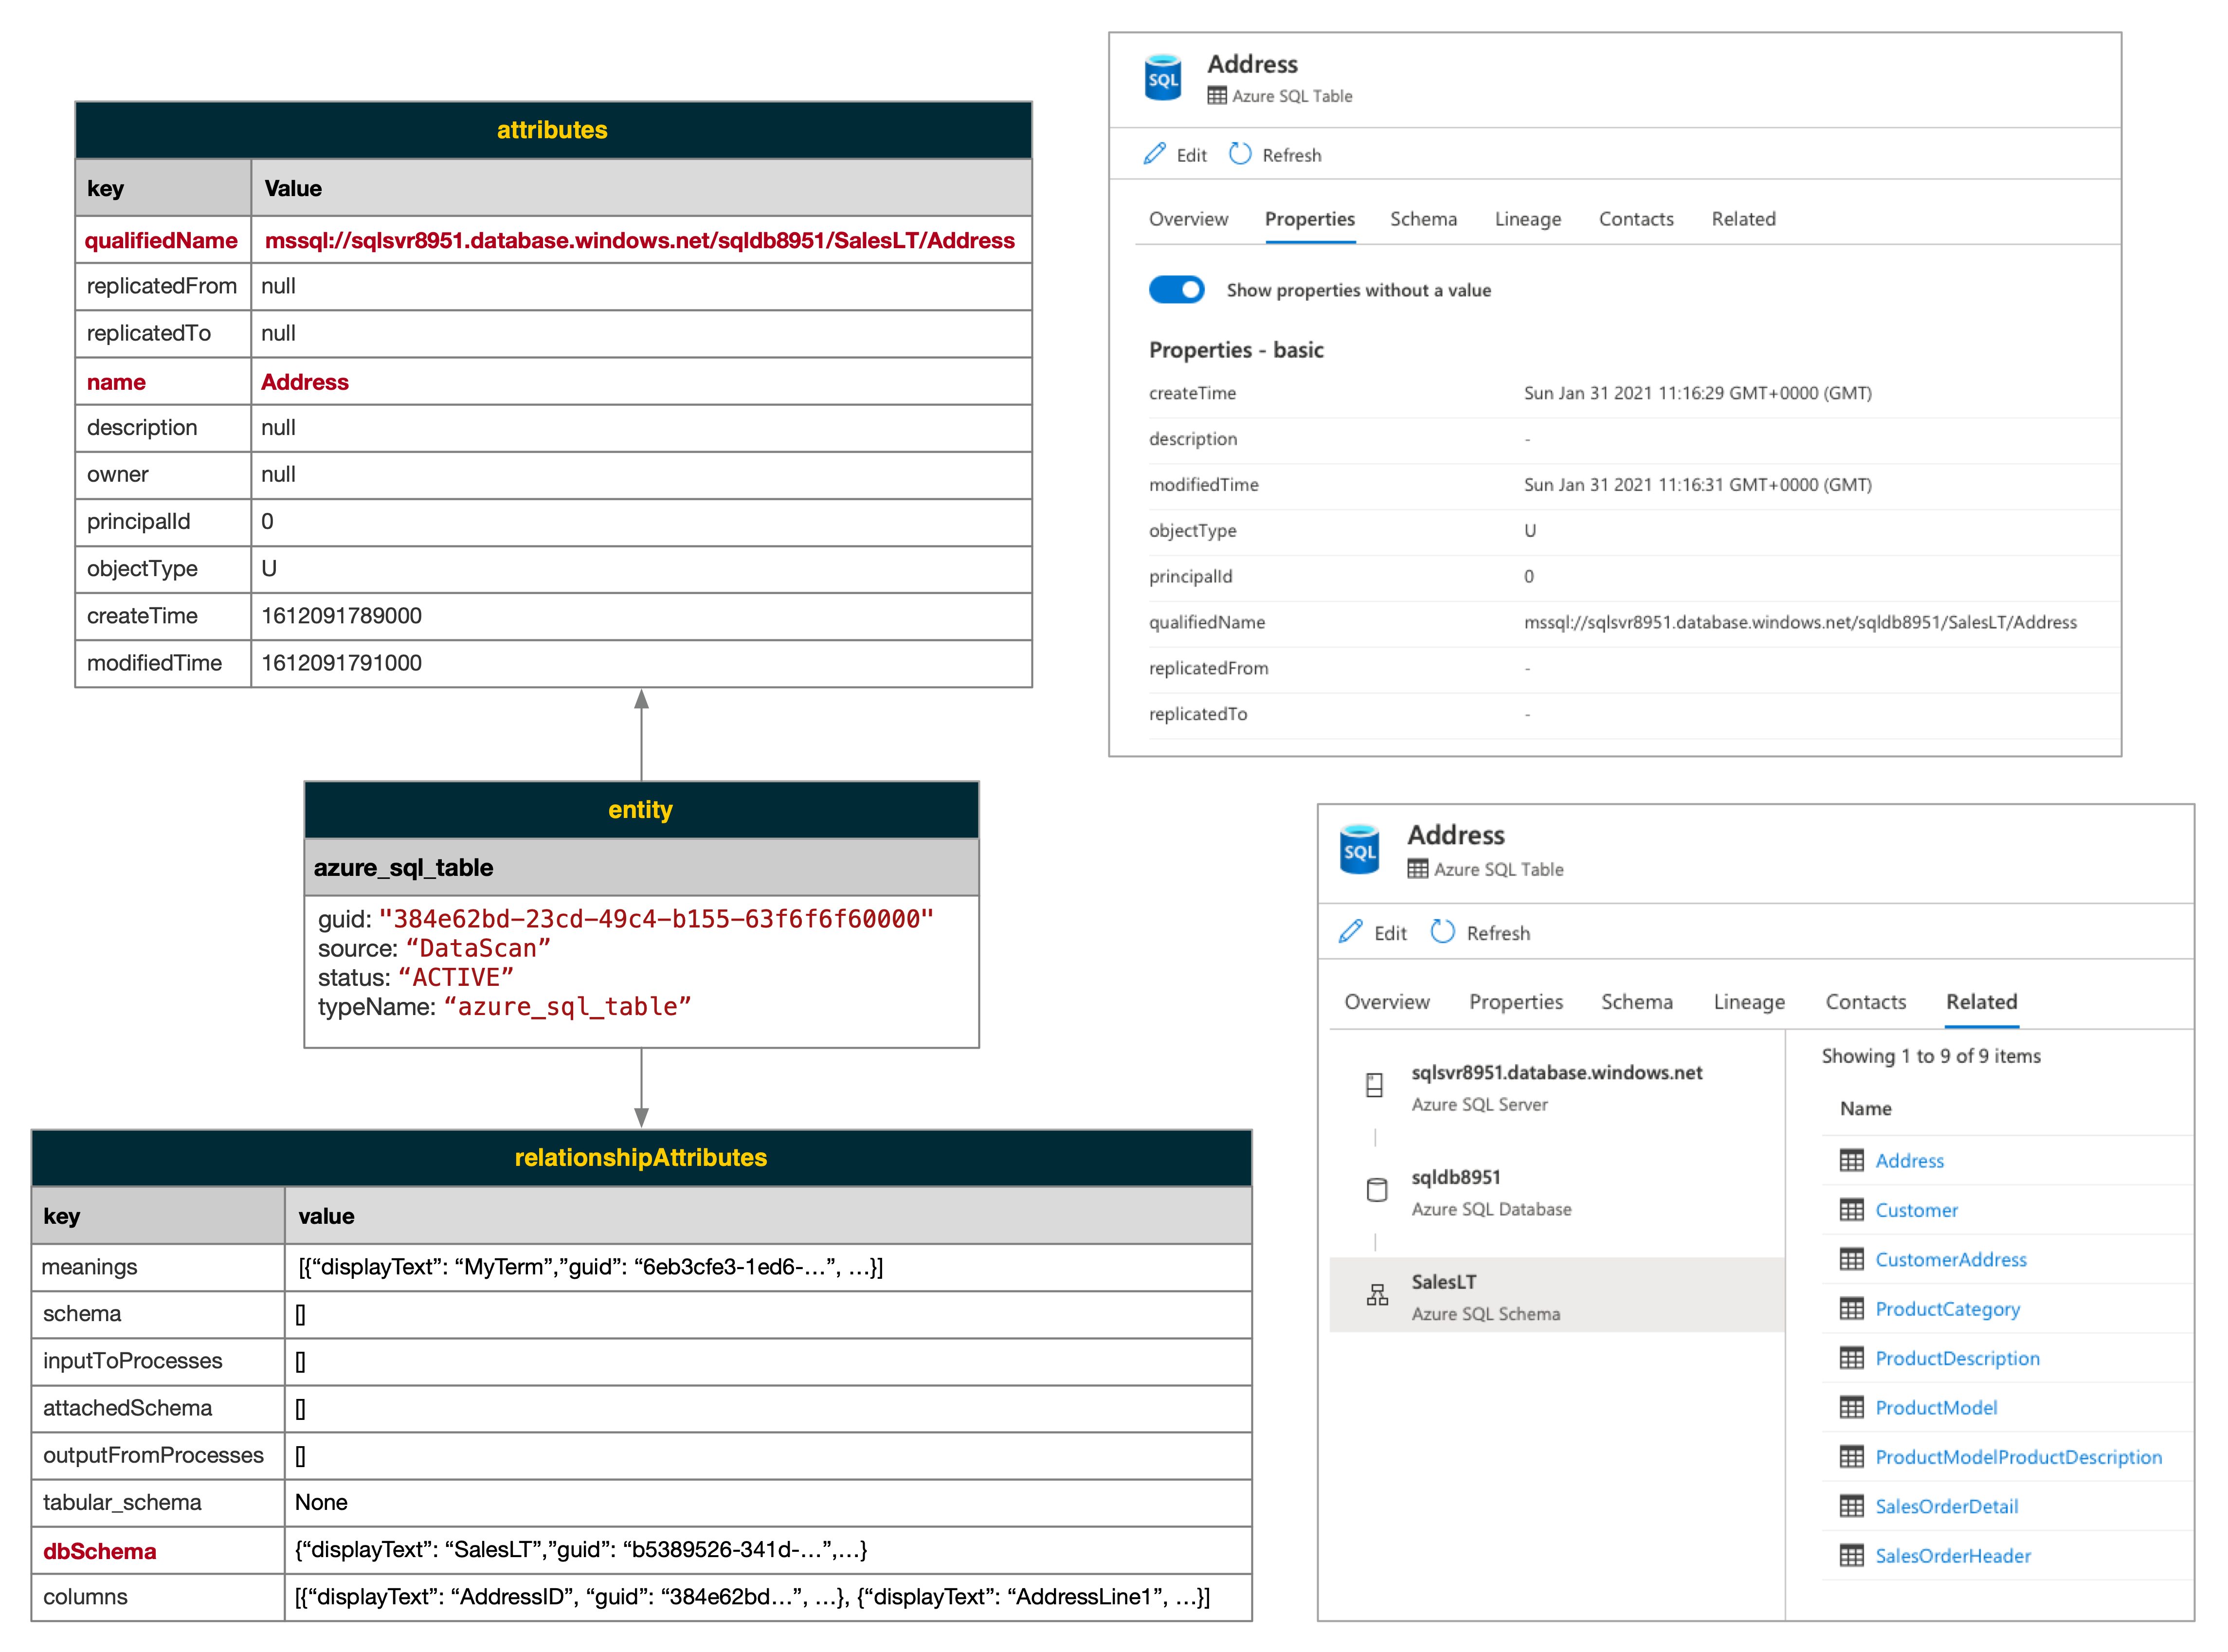 attributes
key Value
qualifiedName mssql://sqlsvr8951.database.windows.net/sqldb8951/SalesLT/Address
replicatedFrom null
replicatedTo null
name Address
description null
owner null
principalId 0
objectType U
createTime 1612091789000
modifiedTime 1612091791000
entity
azure_sql_table
guid: "384e62bd-23cd-49c4-b155-63f6f6f60000"
source: “DataScan”
status: “ACTIVE”
typeName: “azure_sql_table”
relationshipAttributes
key value
meanings [{“displayText”: “MyTerm”,”guid”: “6eb3cfe3-1ed6-…”, …}]
schema []
inputToProcesses []
attachedSchema []
outputFromProcesses []
tabular_schema None
dbSchema {“displayText”: “SalesLT”,”guid”: “b5389526-341d-…”,…}
columns [{“displayText”: “AddressID”, “guid”: “384e62bd…”, …}, {“displayText”: “AddressLine1”, …}]
SQL
Address
Azure SQL Table
Edit Refresh
Overview Properties Schema Lineage Contacts Related
Show properties without a value
Properties - basic
createTime Sun Jan 31 2021 11:16:29 GMT+0000 (GMT)
description -
modifiedTime Sun Jan 31 2021 11:16:31 GMT+0000 (GMT)
objectType U
principalId 0
qualifiedName mssql://sqlsvr8951.database.windows.net/sqldb8951/SalesLT/Address
replicatedFrom -
replicatedTo -
SQL
Address
Azure SQL Table
Edit Refresh
Overview Properties Schema Lineage Contacts Related
sqlsvr8951.database.windows.net
Azure SQL Server
sqldb8951
Azure SQL Database
SalesLT
Azure SQL Schema
Showing 1 to 9 of 9 items
Name
Address
Customer
CustomerAddress
ProductCategory
ProductDescription
ProductModel
ProductModelProductDescription
SalesOrderDetail
SalesOrderHeader